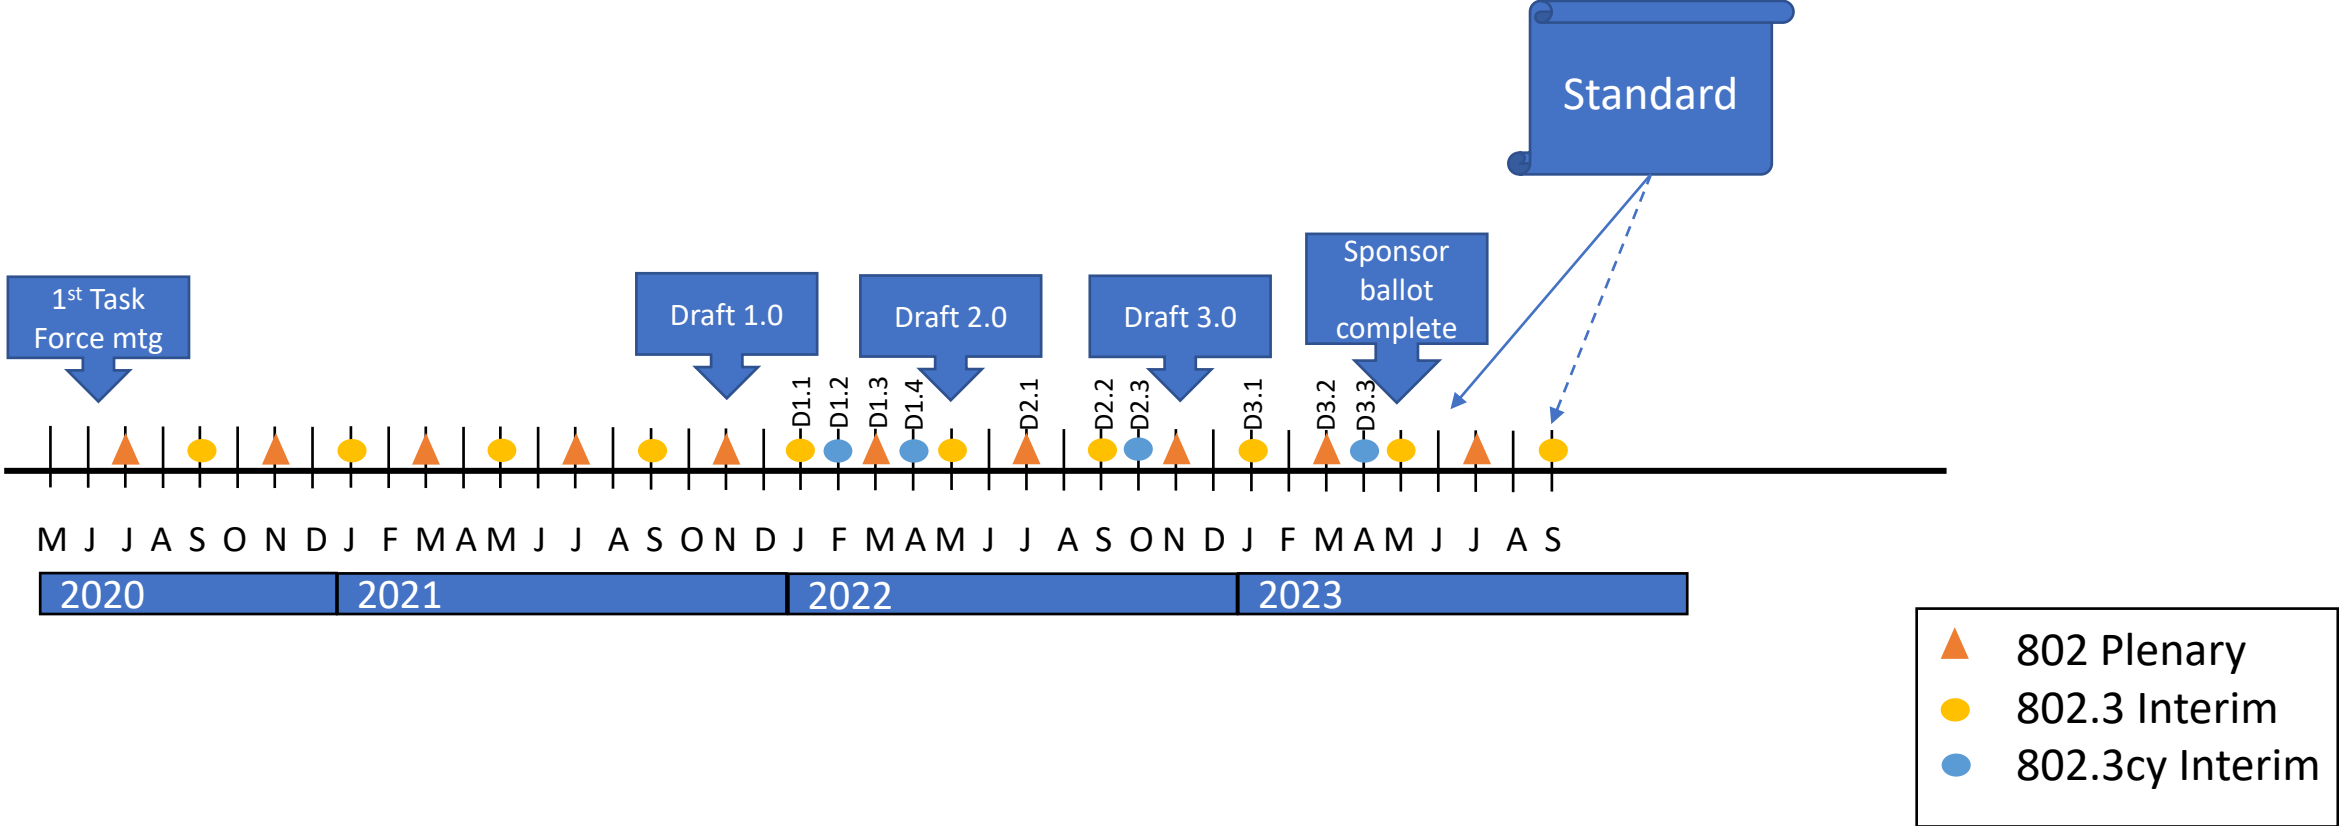 Standard
Sponsor
ballot
complete
1st Task
Force mtg
Draft 1.0
Draft 2.0
Draft 3.0
D1.1
D1.2
D1.3
D1.4
D2.1
D2.2
D2.3
D3.1
D3.2
D3.3
M J J A S O N D J F M A M J J A S O N D J F M A M J J A S O N D J F M A M J J A S
2020 2021 2022 2023
802 Plenary
802.3 Interim
802.3cy Interim